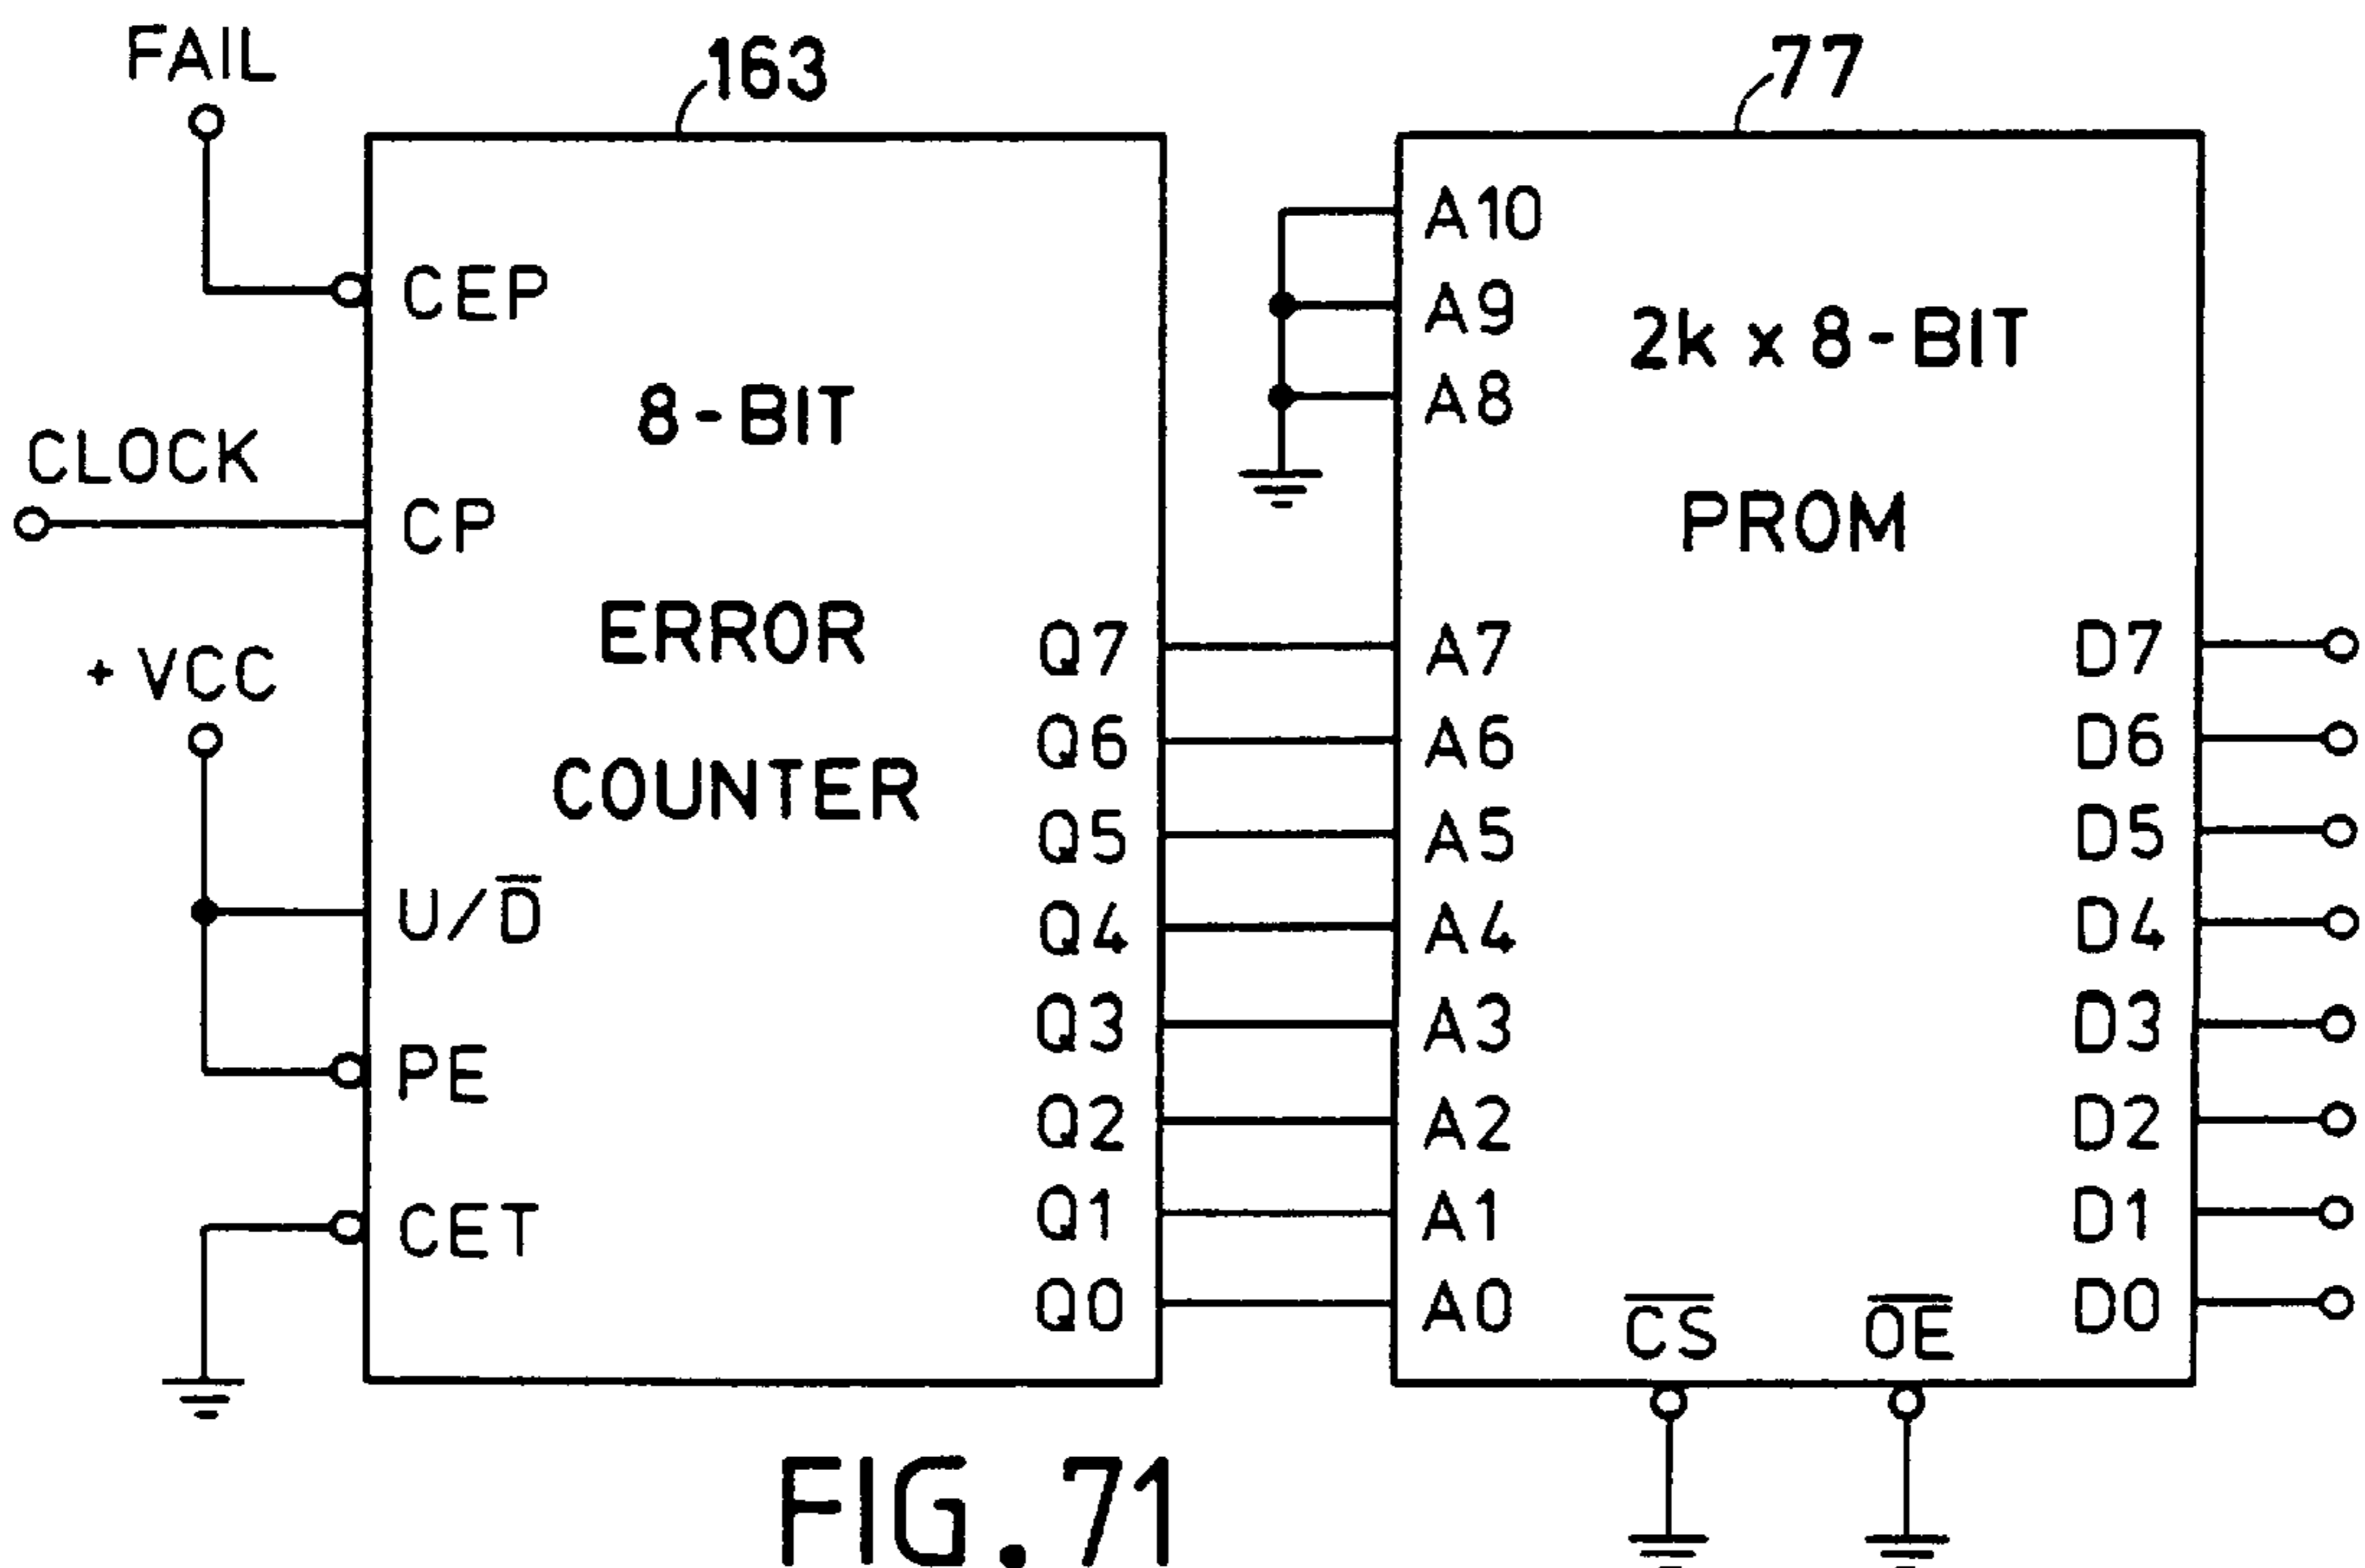 FAIL
163
77
CEP
8-BIT
CLOCK
CP
ERROR
+ VCC
COUNTER
U/D̅
PE
CET
Q7
Q6
Q5
Q4
Q3
Q2
Q1
Q0
A10
A9
A8
2k x 8-BIT
PROM
A7
A6
A5
A4
A3
A2
A1
A0
C̅S̅
O̅E̅
D7
D6
D5
D4
D3
D2
D1
D0
FIG. 71